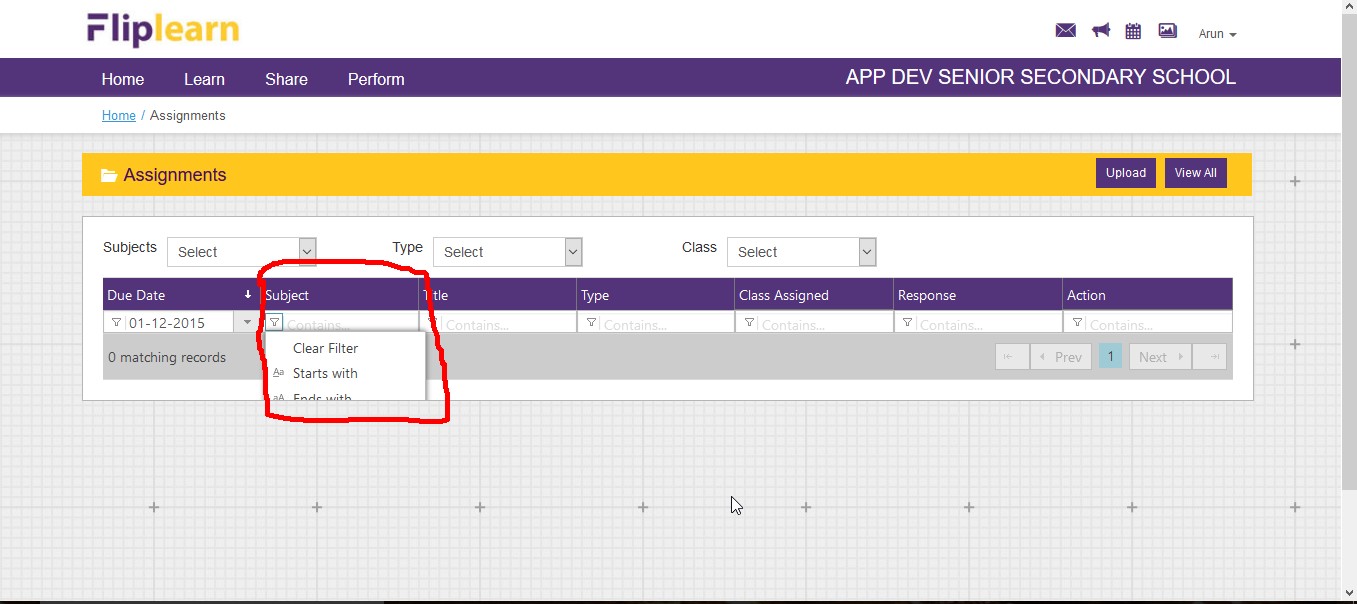 Fliplearn
Arun
Home Learn Share Perform APP DEV SENIOR SECONDARY SCHOOL
Home / Assignments
Assignments Upload View All
Subjects Select Type Select Class Select
Due Date Subject Title Type Class Assigned Response Action
01-12-2015 Contains... Contains... Contains... Contains... Contains... Contains...
0 matching records Prev 1 Next
Clear Filter
Aa Starts with
aA Ends with